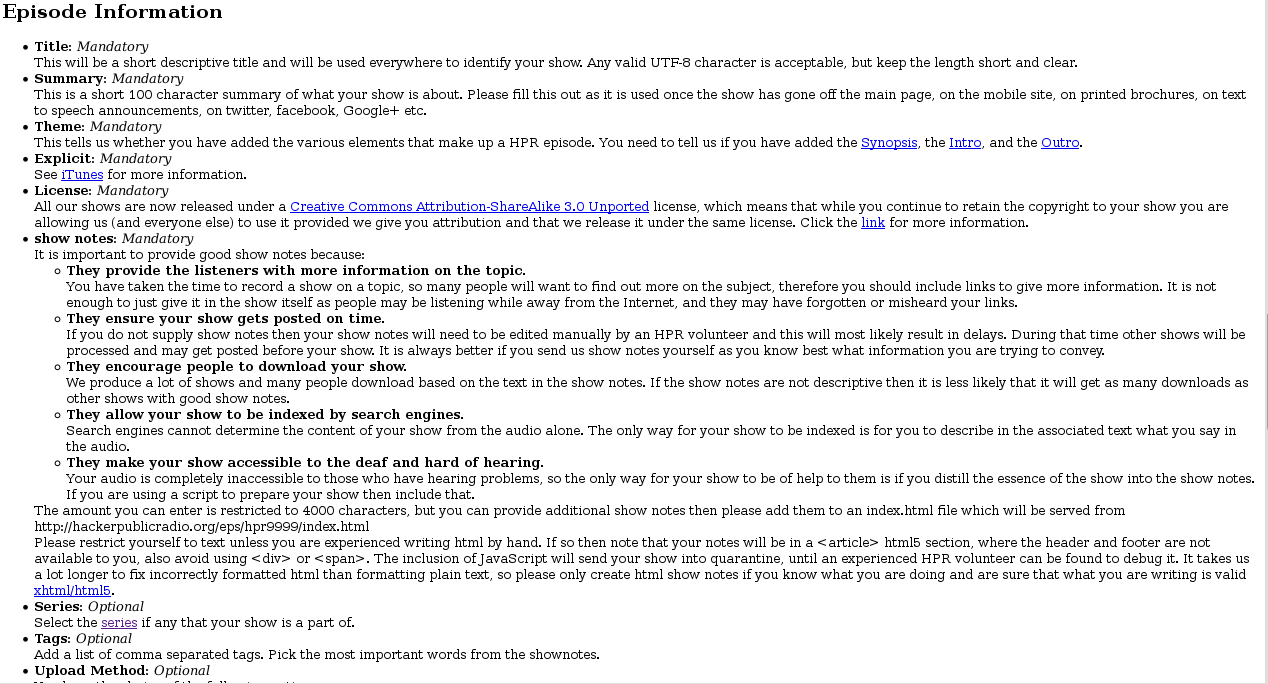 Episode Information
• Title: Mandatory
This will be a short descriptive title and will be used everywhere to identify your show. Any valid UTF-8 character is acceptable, but keep the length short and clear.
• Summary: Mandatory
This is a short 100 character summary of what your show is about. Please fill this out as it is used once the show has gone off the main page, on the mobile site, on printed brochures, on text
to speech announcements, on twitter, facebook, Google+ etc.
• Theme: Mandatory
This tells us whether you have added the various elements that make up a HPR episode. You need to tell us if you have added the Synopsis, the Intro, and the Outro.
• Explicit: Mandatory
See iTunes for more information.
• License: Mandatory
All our shows are now released under a Creative Commons Attribution-ShareAlike 3.0 Unported license, which means that while you continue to retain the copyright to your show you are
allowing us (and everyone else) to use it provided we give you attribution and that we release it under the same license. Click the link for more information.
• show notes: Mandatory
It is important to provide good show notes because:
◦ They provide the listeners with more information on the topic.
You have taken the time to record a show on a topic, so many people will want to find out more on the subject, therefore you should include links to give more information. It is not
enough to just give it in the show itself as people may be listening while away from the Internet, and they may have forgotten or misheard your links.
◦ They ensure your show gets posted on time.
If you do not supply show notes then your show notes will need to be edited manually by an HPR volunteer and this will most likely result in delays. During that time other shows will be
processed and may get posted before your show. It is always better if you send us show notes yourself as you know best what information you are trying to convey.
◦ They encourage people to download your show.
We produce a lot of shows and many people download based on the text in the show notes. If the show notes are not descriptive then it is less likely that it will get as many downloads as
other shows with good show notes.
◦ They allow your show to be indexed by search engines.
Search engines cannot determine the content of your show from the audio alone. The only way for your show to be indexed is for you to describe in the associated text what you say in
the audio.
◦ They make your show accessible to the deaf and hard of hearing.
Your audio is completely inaccessible to those who have hearing problems, so the only way for your show to be of help to them is if you distill the essence of the show into the show notes.
If you are using a script to prepare your show then include that.
The amount you can enter is restricted to 4000 characters, but you can provide additional show notes then please add them to an index.html file which will be served from
http://hackerpublicradio.org/eps/hpr9999/index.html
Please restrict yourself to text unless you are experienced writing html by hand. If so then note that your notes will be in a <article> html5 section, where the header and footer are not
available to you, also avoid using <div> or <span>. The inclusion of JavaScript will send your show into quarantine, until an experienced HPR volunteer can be found to debug it. It takes us
a lot longer to fix incorrectly formatted html than formatting plain text, so please only create html show notes if you know what you are doing and are sure that what you are writing is valid
xhtml/html5.
• Series: Optional
Select the series if any that your show is a part of.
• Tags: Optional
Add a list of comma separated tags. Pick the most important words from the shownotes.
• Upload Method: Optional